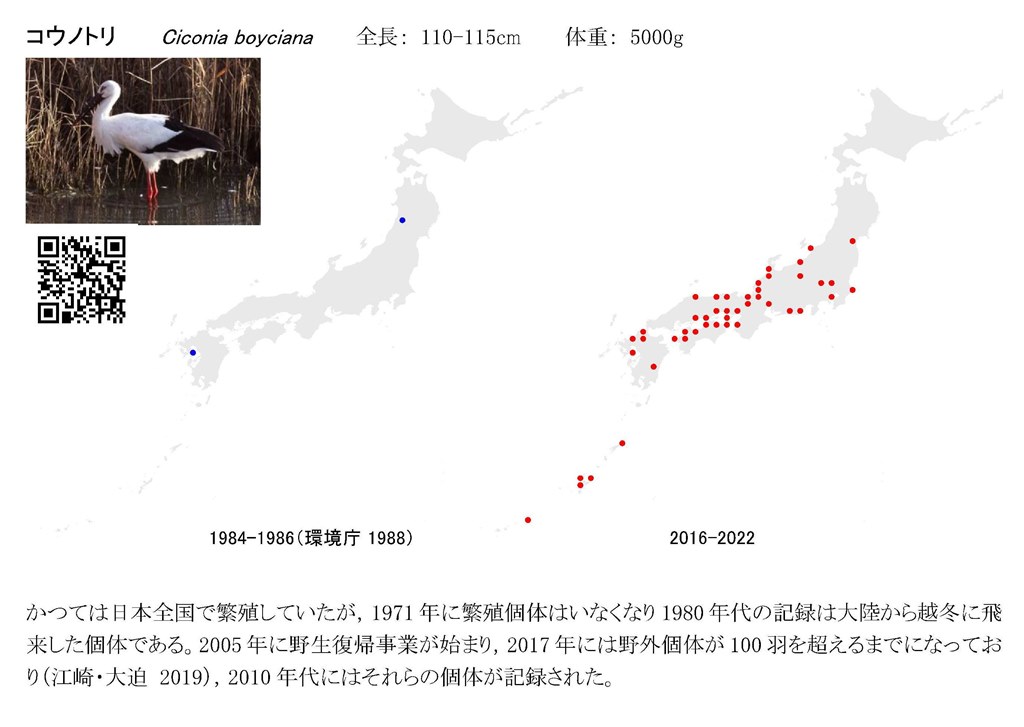 コウノトリ Ciconia boyciana 全長： 110-115cm 体重： 5000g
1984-1986（環境庁 1988） 2016-2022
かつては日本全国で繁殖していたが，1971 年に繁殖個体はいなくなり 1980 年代の記録は大陸から越冬に飛
来した個体である。2005 年に野生復帰事業が始まり，2017 年には野外個体が 100 羽を超えるまでになってお
り（江崎・大迫 2019），2010 年代にはそれらの個体が記録された。